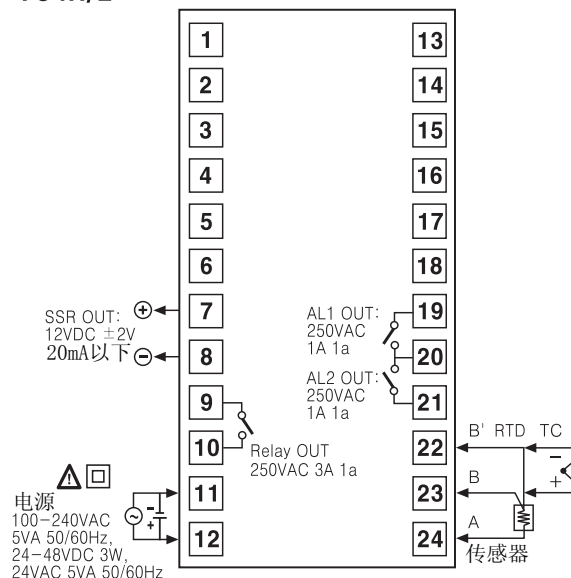 1 13
2 14
3 15
4 16
5 17
6 18
7 19
8 20
9 21
10 22
11 23
12 24
SSR OUT:
12VDC ±2V
20mA以下
+
−
AL1 OUT:
250VAC
1A 1a
AL2 OUT:
250VAC
1A 1a
Relay OUT
250VAC 3A 1a
B' RTD TC
B
A
−
+
传感器
电源
100-240VAC
5VA 50/60Hz,
24-48VDC 3W,
24VAC 5VA 50/60Hz
-
+